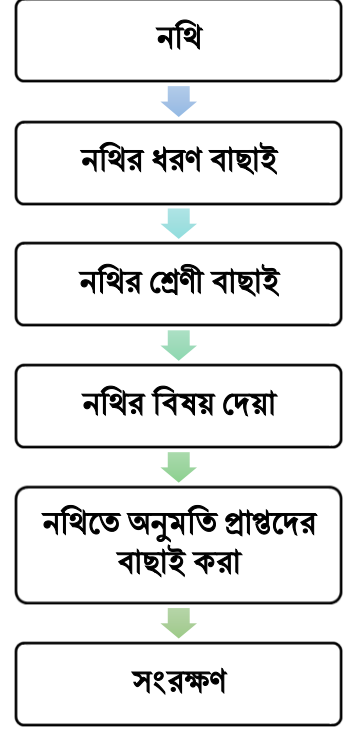 নথি
নথির ধরণ বাছাই
নথির শ্রেণী বাছাই
নথির বিষয় দেয়া
নথিতে অনুমতি প্রাপ্তদের
বাছাই করা
সংরক্ষণ